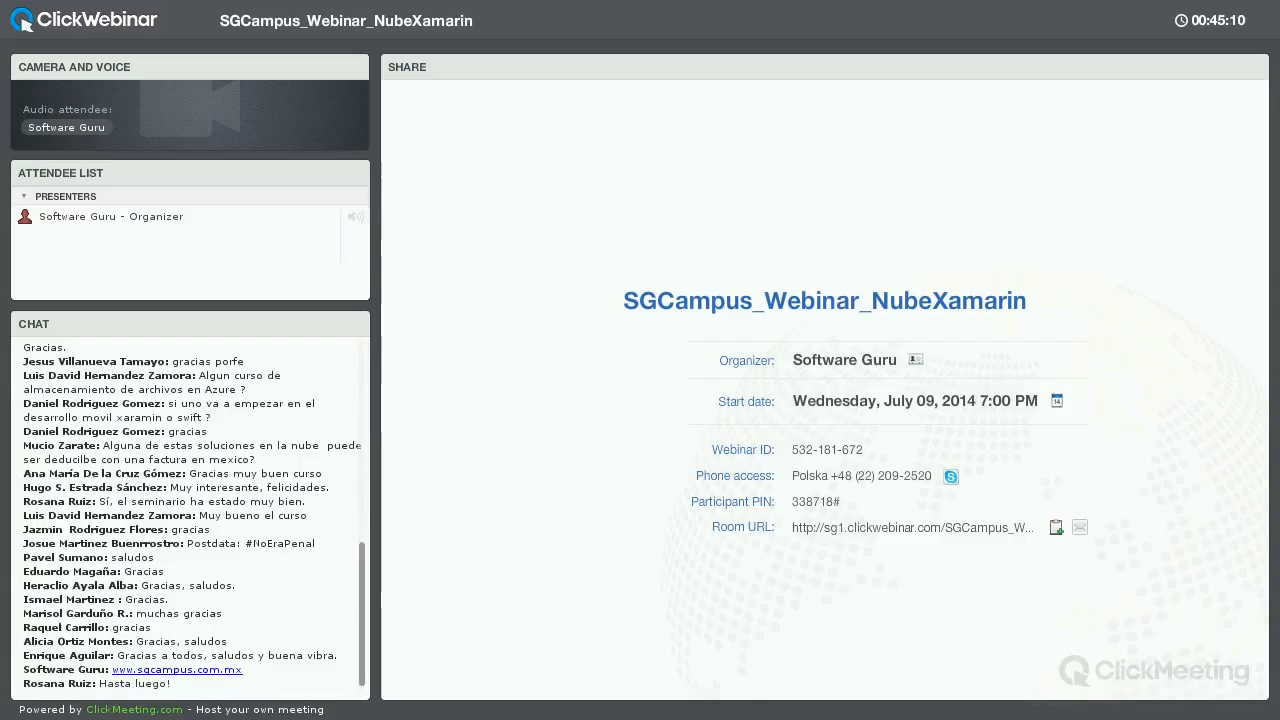 ClickWebinar
SGCampus_Webinar_NubeXamarin
00:45:10
CAMERA AND VOICE
Audio attendee:
Software Guru
ATTENDEE LIST
PRESENTERS
Software Guru - Organizer
CHAT
Gracias.
Jesus Villanueva Tamayo: gracias porfe
Luis David Hernandez Zamora: Algun curso de
almacenamiento de archivos en Azure ?
Daniel Rodriguez Gomez: si uno va a empezar en el
desarrollo movil xaramin o swift ?
Daniel Rodriguez Gomez: gracias
Mucio Zarate: Alguna de estas soluciones en la nube puede
ser deducible con una factura en mexico?
Ana María De la Cruz Gómez: Gracias muy buen curso
Hugo S. Estrada Sánchez: Muy interesante, felicidades.
Rosana Ruiz: Sí, el seminario ha estado muy bien.
Luis David Hernandez Zamora: Muy bueno el curso
Jazmin Rodriguez Flores: gracias
Josue Martinez Buenrrostro: Postdata: #NoEraPenal
Pavel Sumano: saludos
Eduardo Magaña: Gracias
Heraclio Ayala Alba: Gracias, saludos.
Ismael Martinez : Gracias.
Marisol Garduño R.: muchas gracias
Raquel Carrillo: gracias
Alicia Ortiz Montes: Gracias, saludos
Enrique Aguilar: Gracias a todos, saludos y buena vibra.
Software Guru: www.sgcampus.com.mx
Rosana Ruiz: Hasta luego!
Powered by ClickMeeting.com - Host your own meeting
SHARE
SGCampus_Webinar_NubeXamarin
Organizer: Software Guru
Start date: Wednesday, July 09, 2014 7:00 PM
14
Webinar ID: 532-181-672
Phone access: Polska +48 (22) 209-2520
Participant PIN: 338718#
Room URL: http://sg1.clickwebinar.com/SGCampus_W...
ClickMeeting